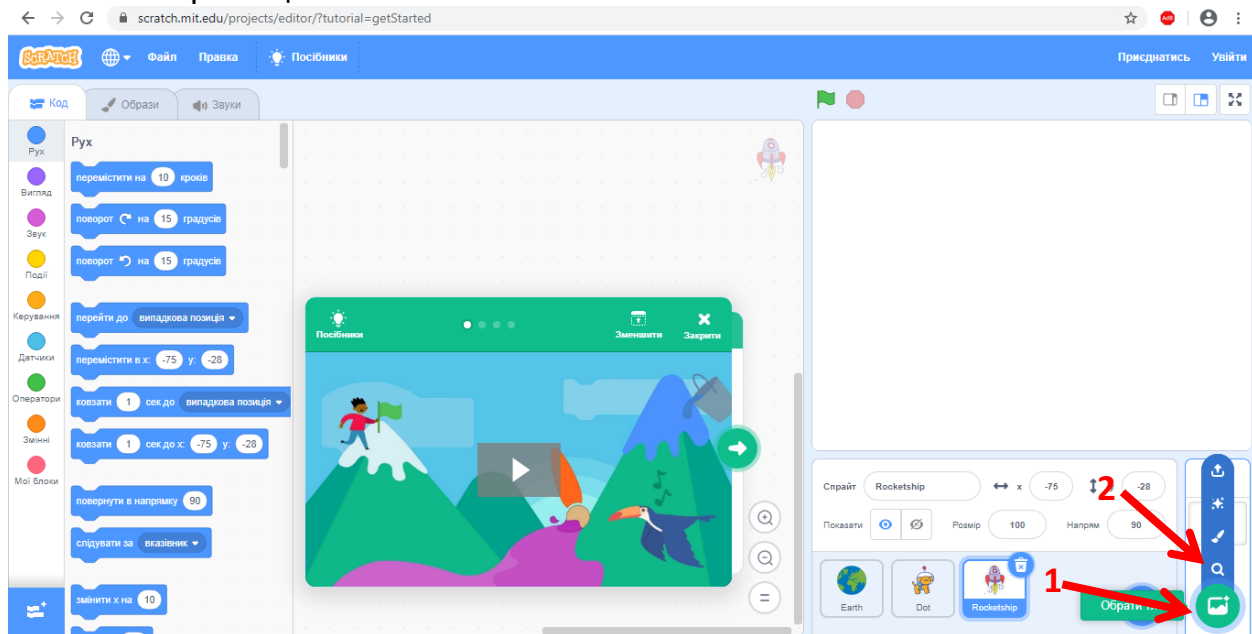 scratch.mit.edu/projects/editor/?tutorial=getStarted
SCRATCH Файл Правка Посібники Приєднатись Увійти
Код Образи Звуки
Рух
Вигляд
Звук
Події
Керування
Датчики
Оператори
Змінні
Мої блоки
Рух
перемістити на 10 кроків
поворот на 15 градусів
поворот на 15 градусів
перейти до випадкова позиція
перемістити в x: -75 y: -28
ковзати 1 сек до випадкова позиція
ковзати 1 сек до x: -75 y: -28
повернути в напрямку 90
слідувати за вказівник
змінити x на 10
Посібники Зменшити Закрити
Спрайт Rocketship x -75 -28
Показати Розмір 100 Напрям 90
Earth Dot Rocketship
Обрати
1
2